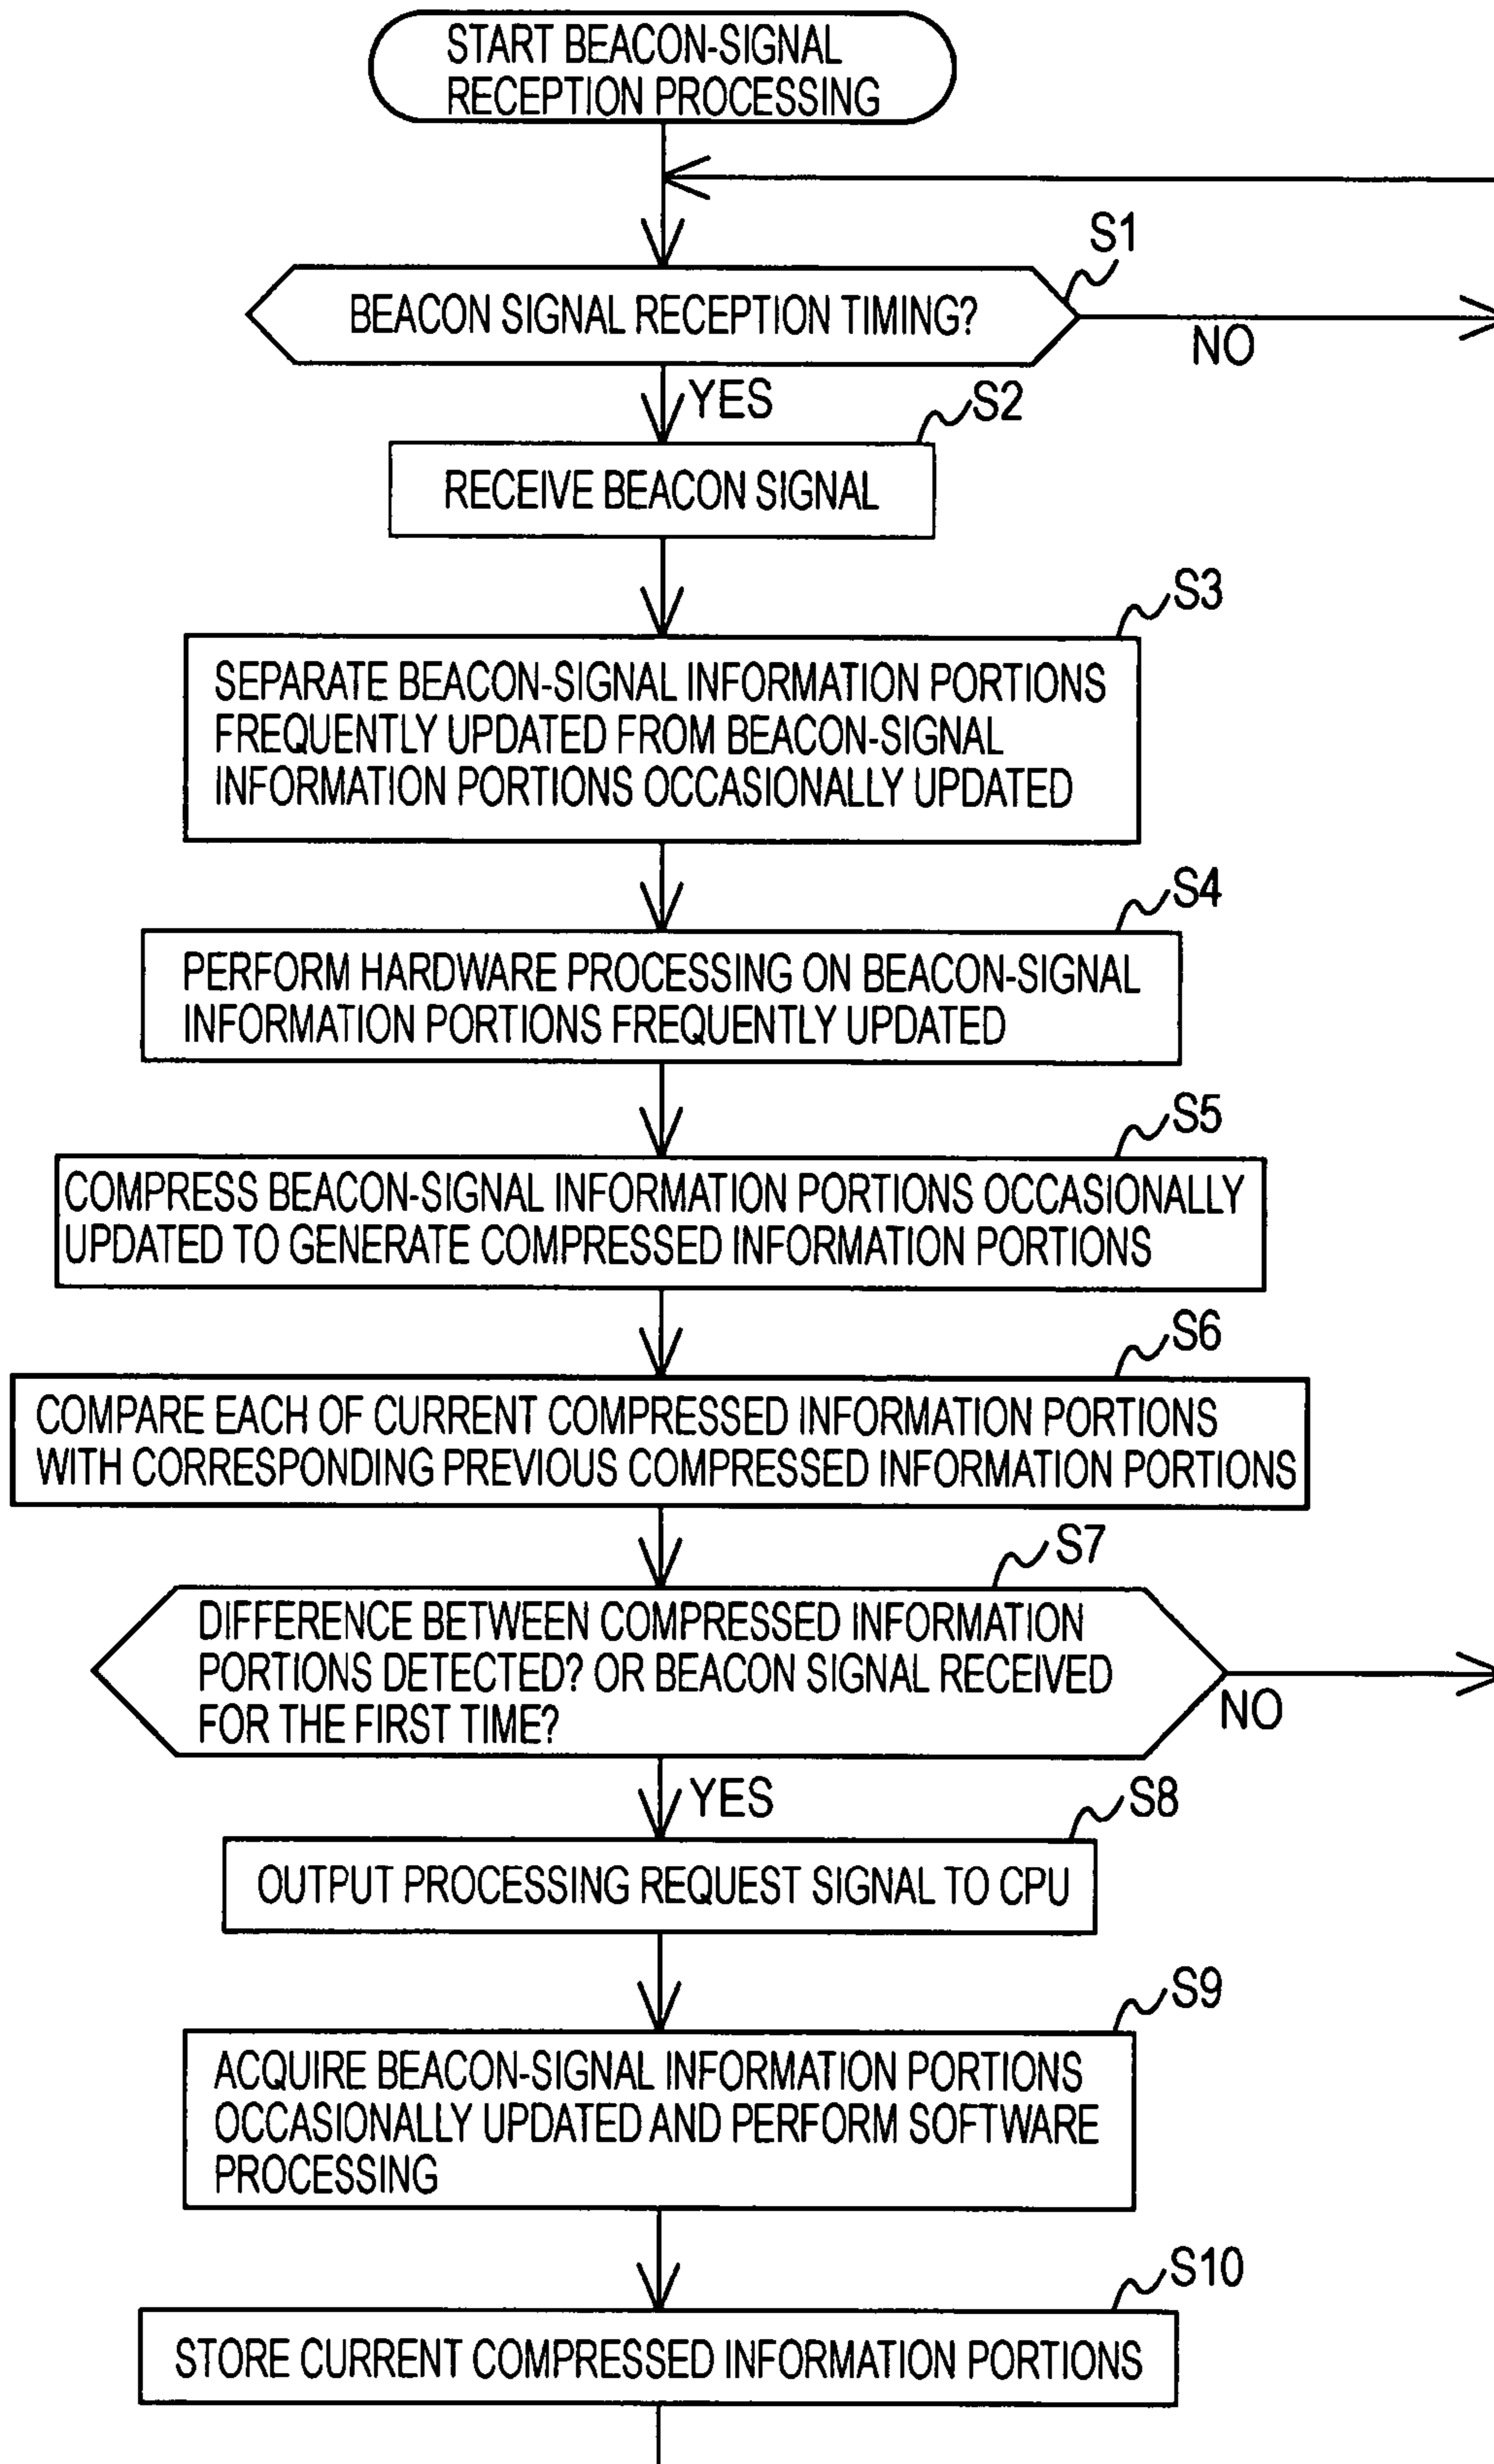 START BEACON-SIGNAL
RECEPTION PROCESSING
S1
BEACON SIGNAL RECEPTION TIMING?
NO
YES
S2
RECEIVE BEACON SIGNAL
S3
SEPARATE BEACON-SIGNAL INFORMATION PORTIONS
FREQUENTLY UPDATED FROM BEACON-SIGNAL
INFORMATION PORTIONS OCCASIONALLY UPDATED
S4
PERFORM HARDWARE PROCESSING ON BEACON-SIGNAL
INFORMATION PORTIONS FREQUENTLY UPDATED
S5
COMPRESS BEACON-SIGNAL INFORMATION PORTIONS OCCASIONALLY
UPDATED TO GENERATE COMPRESSED INFORMATION PORTIONS
S6
COMPARE EACH OF CURRENT COMPRESSED INFORMATION PORTIONS
WITH CORRESPONDING PREVIOUS COMPRESSED INFORMATION PORTIONS
S7
DIFFERENCE BETWEEN COMPRESSED INFORMATION
PORTIONS DETECTED? OR BEACON SIGNAL RECEIVED
FOR THE FIRST TIME?
NO
YES
S8
OUTPUT PROCESSING REQUEST SIGNAL TO CPU
S9
ACQUIRE BEACON-SIGNAL INFORMATION PORTIONS
OCCASIONALLY UPDATED AND PERFORM SOFTWARE
PROCESSING
S10
STORE CURRENT COMPRESSED INFORMATION PORTIONS